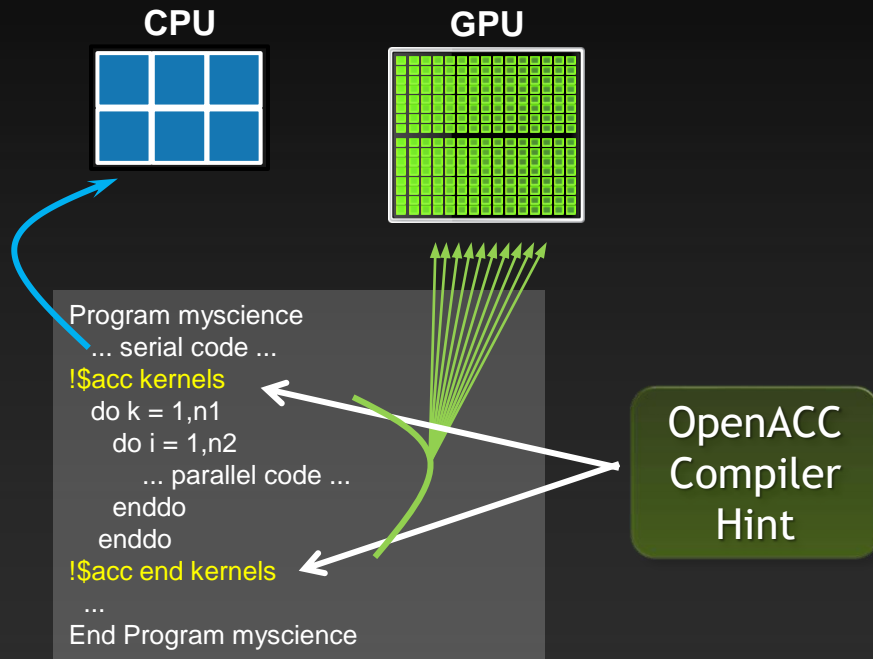 CPU
GPU
Program myscience
... serial code ...
!$acc kernels
do k = 1,n1
do i = 1,n2
... parallel code ...
enddo
enddo
!$acc end kernels
...
End Program myscience
OpenACC
Compiler
Hint